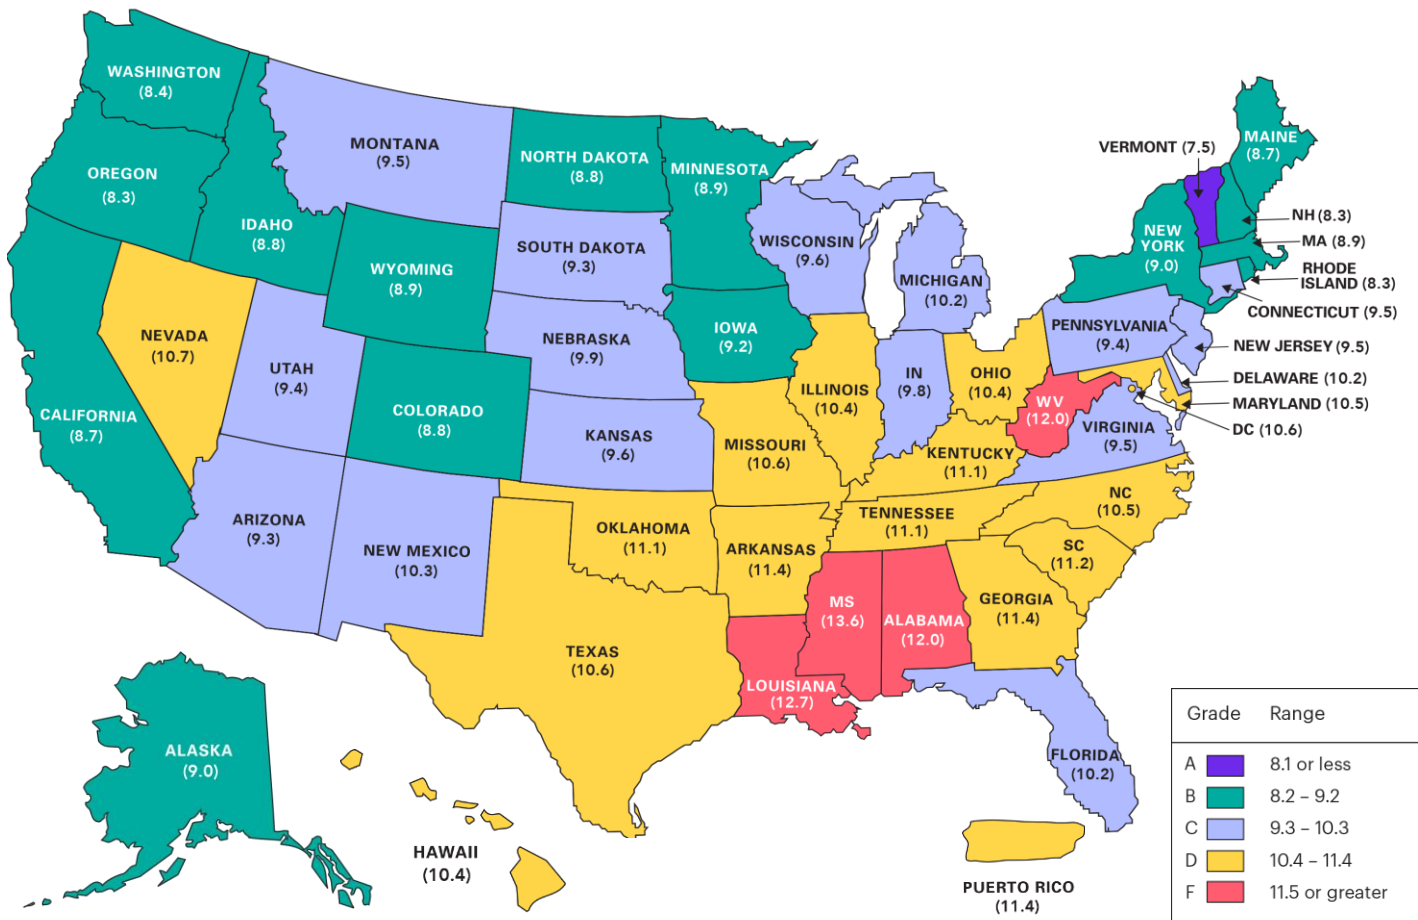 WASHINGTON
(8.4)
OREGON
(8.3)
CALIFORNIA
(8.7)
NEVADA
(10.7)
IDAHO
(8.8)
MONTANA
(9.5)
WYOMING
(8.9)
UTAH
(9.4)
COLORADO
(8.8)
ARIZONA
(9.3)
NEW MEXICO
(10.3)
NORTH DAKOTA
(8.8)
SOUTH DAKOTA
(9.3)
NEBRASKA
(9.9)
KANSAS
(9.6)
OKLAHOMA
(11.1)
TEXAS
(10.6)
MINNESOTA
(8.9)
IOWA
(9.2)
MISSOURI
(10.6)
ARKANSAS
(11.4)
LOUISIANA
(12.7)
WISCONSIN
(9.6)
ILLINOIS
(10.4)
MICHIGAN
(10.2)
IN
(9.8)
OHIO
(10.4)
KENTUCKY
(11.1)
TENNESSEE
(11.1)
MS
(13.6)
ALABAMA
(12.0)
GEORGIA
(11.4)
FLORIDA
(10.2)
SC
(11.2)
NC
(10.5)
VIRGINIA
(9.5)
WV
(12.0)
PENNSYLVANIA
(9.4)
NEW
YORK
(9.0)
VERMONT (7.5)
MAINE
(8.7)
NH (8.3)
MA (8.9)
RHODE
ISLAND (8.3)
CONNECTICUT (9.5)
NEW JERSEY (9.5)
DELAWARE (10.2)
MARYLAND (10.5)
DC (10.6)
ALASKA
(9.0)
HAWAII
(10.4)
PUERTO RICO
(11.4)
Grade Range
A 8.1 or less
B 8.2 – 9.2
C 9.3 – 10.3
D 10.4 – 11.4
F 11.5 or greater